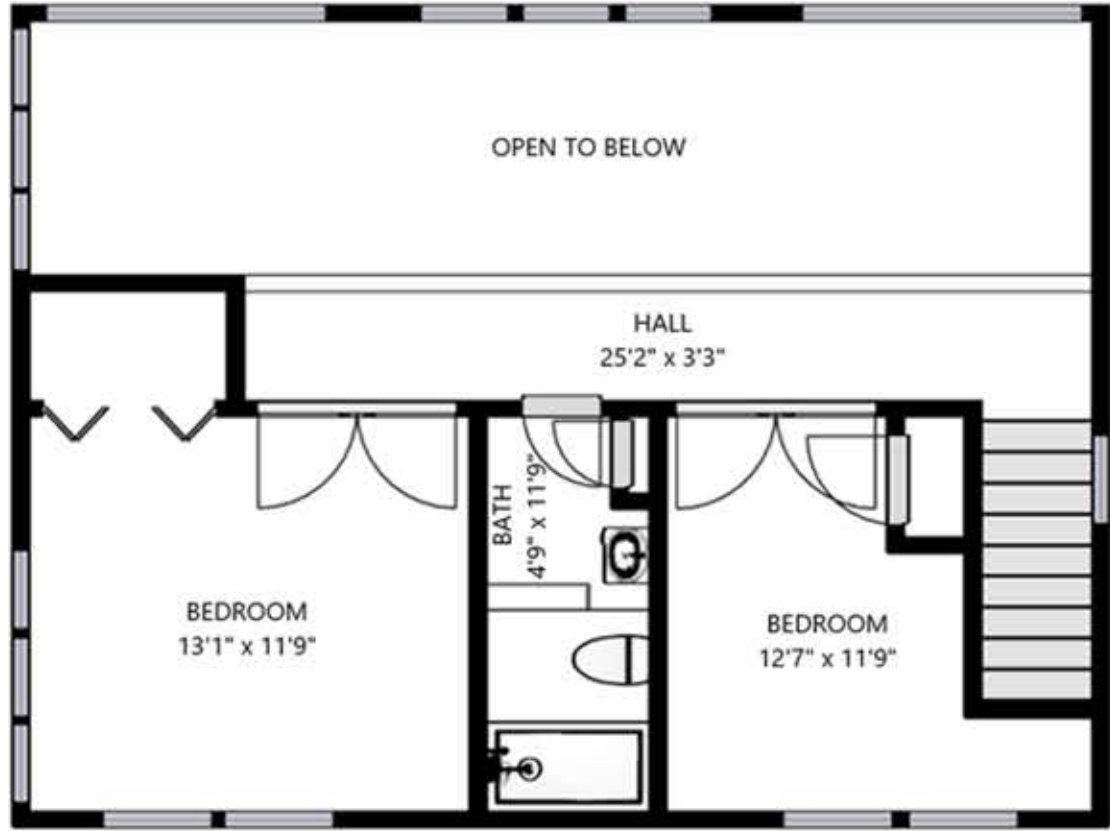 OPEN TO BELOW
HALL
25'2" x 3'3"
BATH
4'9" x 11'9"
BEDROOM
13'1" x 11'9"
BEDROOM
12'7" x 11'9"